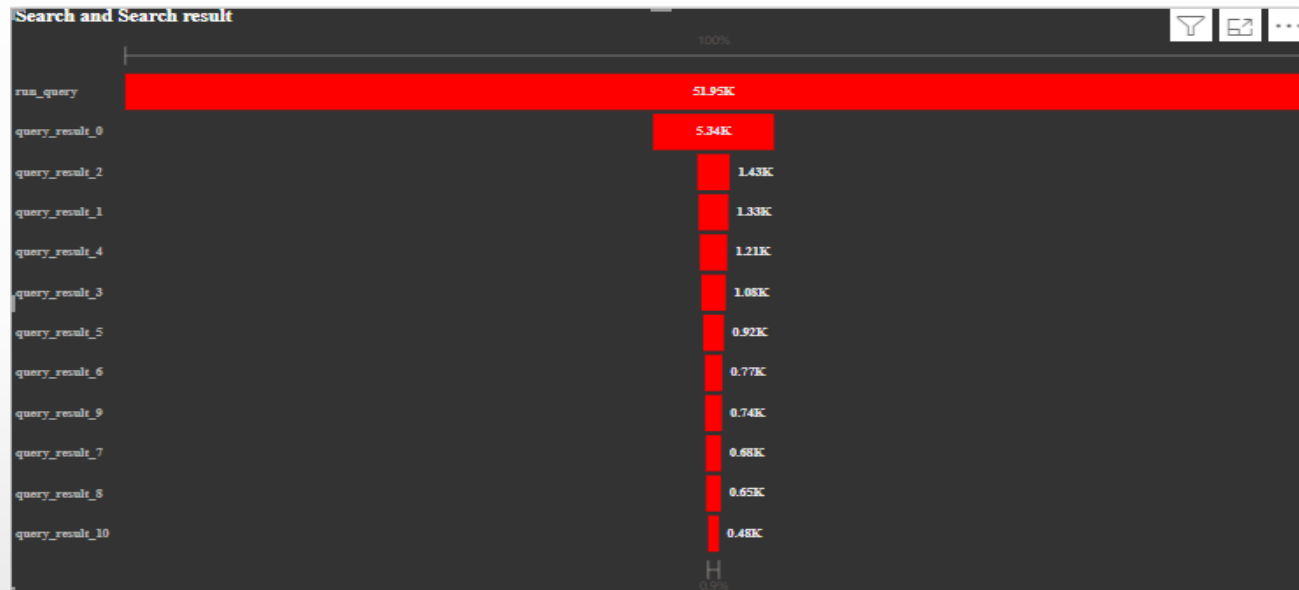 Search and Search result
100%
run_query 51.95K
query_result_0 5.34K
query_result_2 1.43K
query_result_1 1.33K
query_result_4 1.21K
query_result_3 1.08K
query_result_5 0.92K
query_result_6 0.77K
query_result_9 0.74K
query_result_7 0.68K
query_result_8 0.65K
query_result_10 0.48K
0.9%